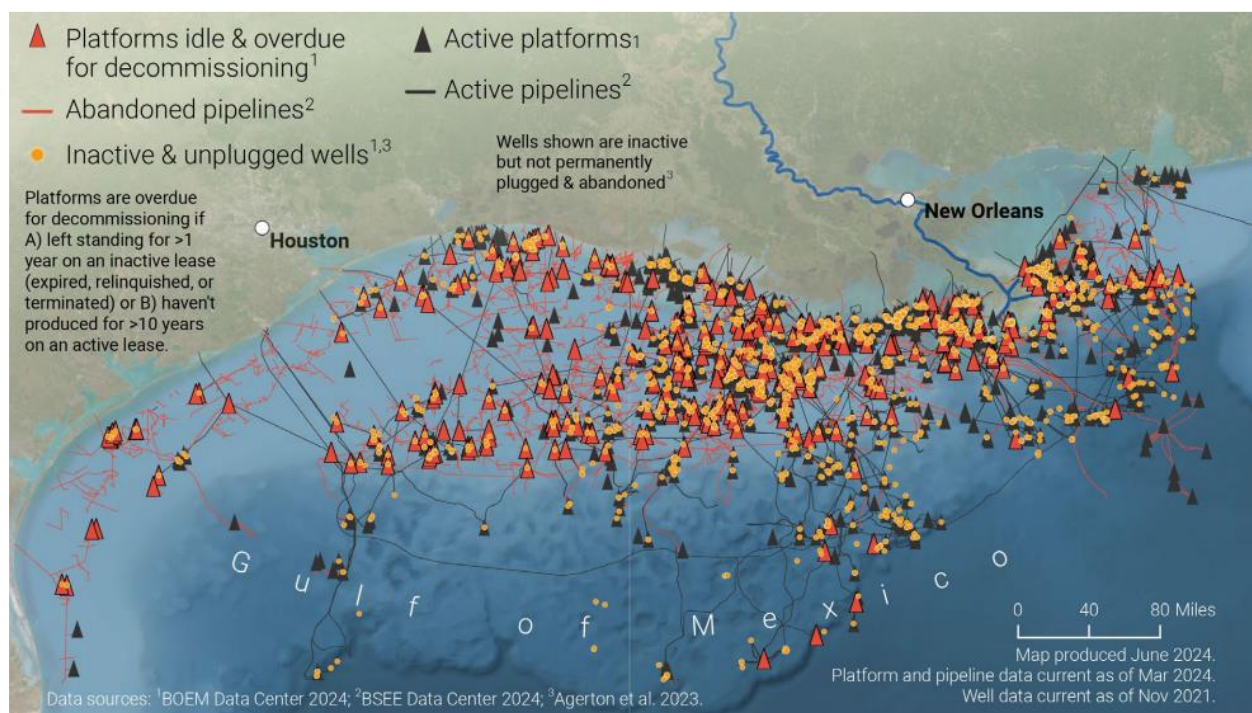 Platforms idle & overdue
for decommissioning¹
Abandoned pipelines²
Inactive & unplugged wells¹,³
Active platforms₁
Active pipelines²
Wells shown are inactive
but not permanently
plugged & abandoned³
Platforms are overdue
for decommissioning if
A) left standing for >1
year on an inactive lease
(expired, relinquished, or
terminated) or B) haven't
produced for >10 years
on an active lease.
Houston
New Orleans
Gulf of Mexico
0 40 80 Miles
Map produced June 2024.
Platform and pipeline data current as of Mar 2024.
Well data current as of Nov 2021.
Data sources: ¹BOEM Data Center 2024; ²BSEE Data Center 2024; ³Agerton et al. 2023.